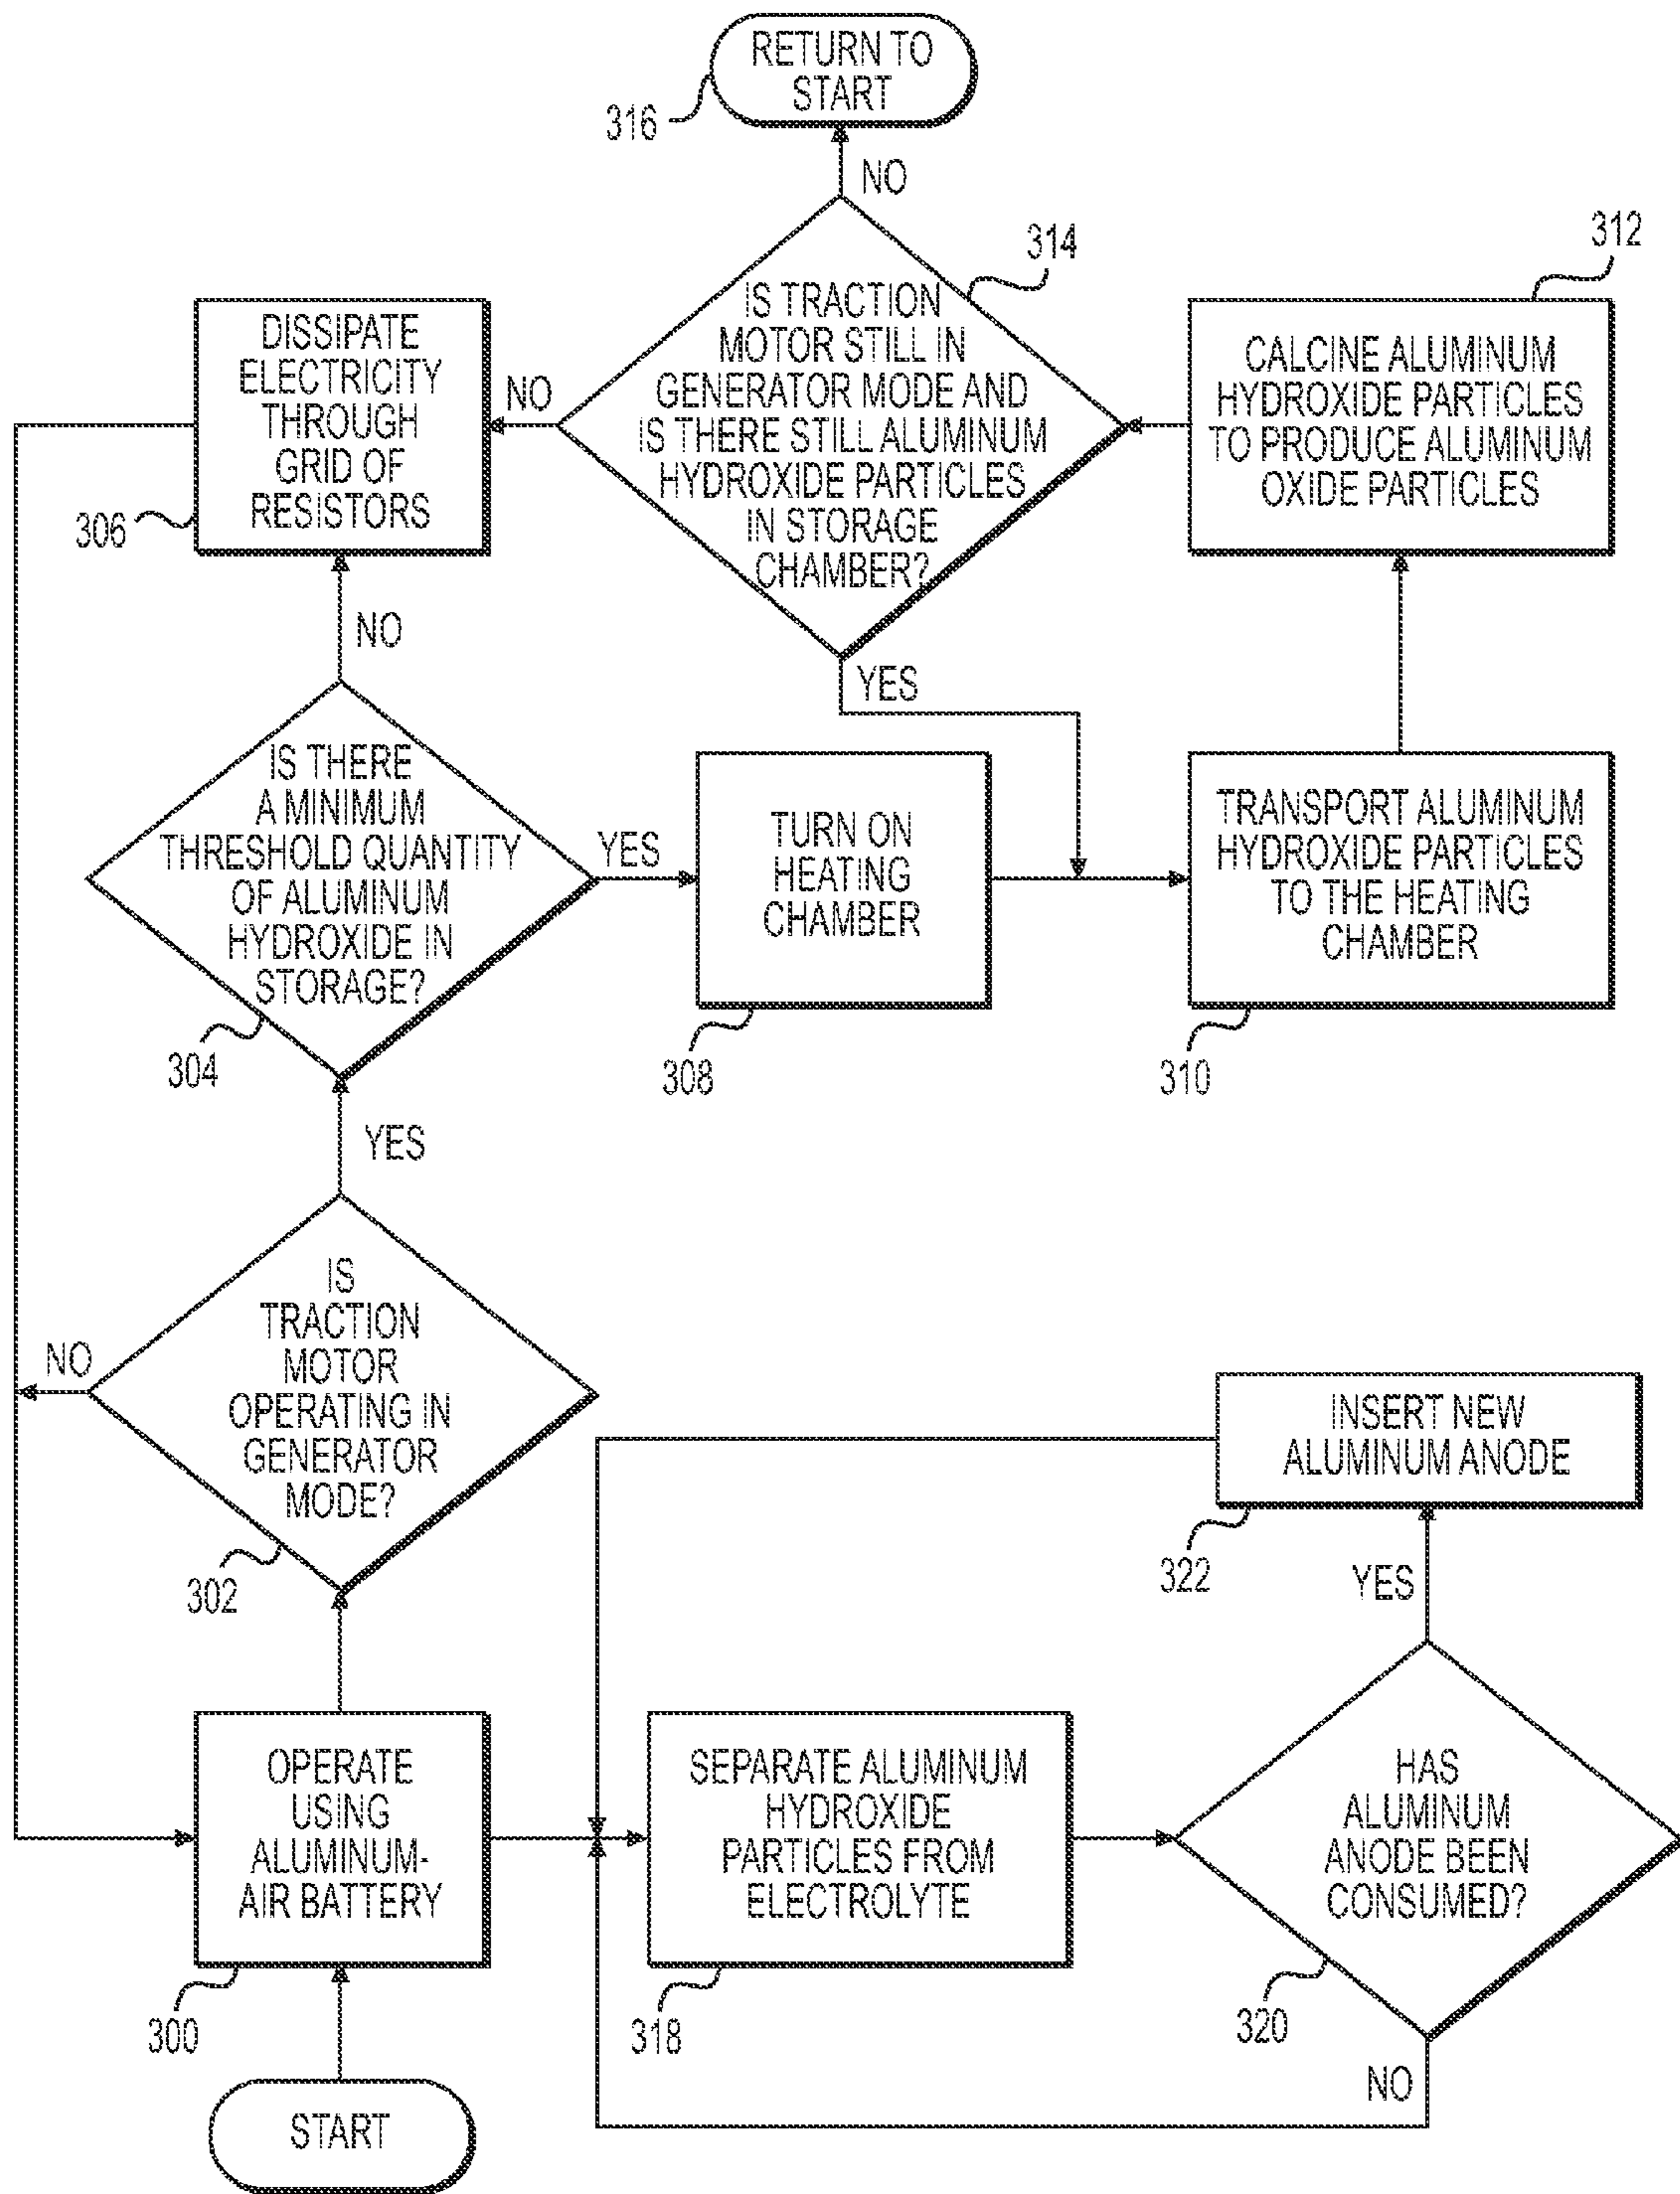 RETURN TO
START
316
NO
314
312
IS TRACTION
MOTOR STILL IN
GENERATOR MODE AND
IS THERE STILL ALUMINUM
HYDROXIDE PARTICLES
IN STORAGE
CHAMBER?
DISSIPATE
ELECTRICITY
THROUGH
GRID OF
RESISTORS
NO
CALCINE ALUMINUM
HYDROXIDE PARTICLES
TO PRODUCE ALUMINUM
OXIDE PARTICLES
306
NO
YES
IS THERE
A MINIMUM
THRESHOLD QUANTITY
OF ALUMINUM
HYDROXIDE IN
STORAGE?
YES
TURN ON
HEATING
CHAMBER
TRANSPORT ALUMINUM
HYDROXIDE PARTICLES
TO THE HEATING
CHAMBER
304
308
310
YES
IS
TRACTION
MOTOR
OPERATING IN
GENERATOR
MODE?
NO
INSERT NEW
ALUMINUM ANODE
302
322
YES
OPERATE
USING
ALUMINUM-
AIR BATTERY
SEPARATE ALUMINUM
HYDROXIDE
PARTICLES FROM
ELECTROLYTE
HAS
ALUMINUM
ANODE BEEN
CONSUMED?
300
318
320
NO
START